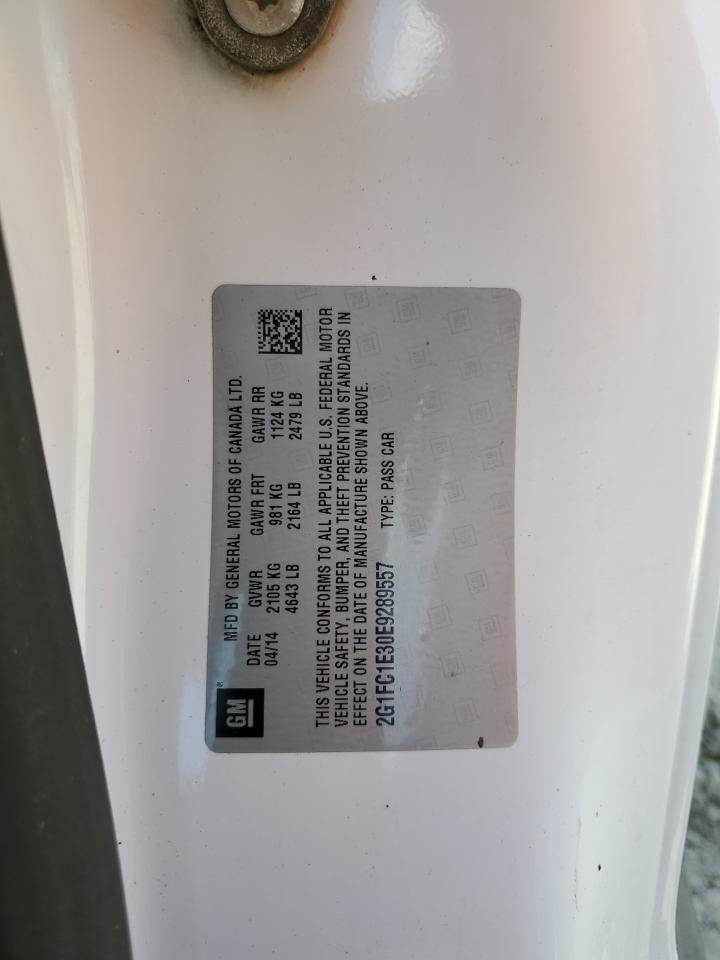 GM
MFD BY GENERAL MOTORS OF CANADA LTD.
DATE GVWR GAWR FRT GAWR RR
04/14 2105 KG 981 KG 1124 KG
4643 LB 2164 LB 2479 LB
THIS VEHICLE CONFORMS TO ALL APPLICABLE U.S. FEDERAL MOTOR
VEHICLE SAFETY, BUMPER, AND THEFT PREVENTION STANDARDS IN
EFFECT ON THE DATE OF MANUFACTURE SHOWN ABOVE.
2G1FC1E30E9289557 TYPE: PASS CAR